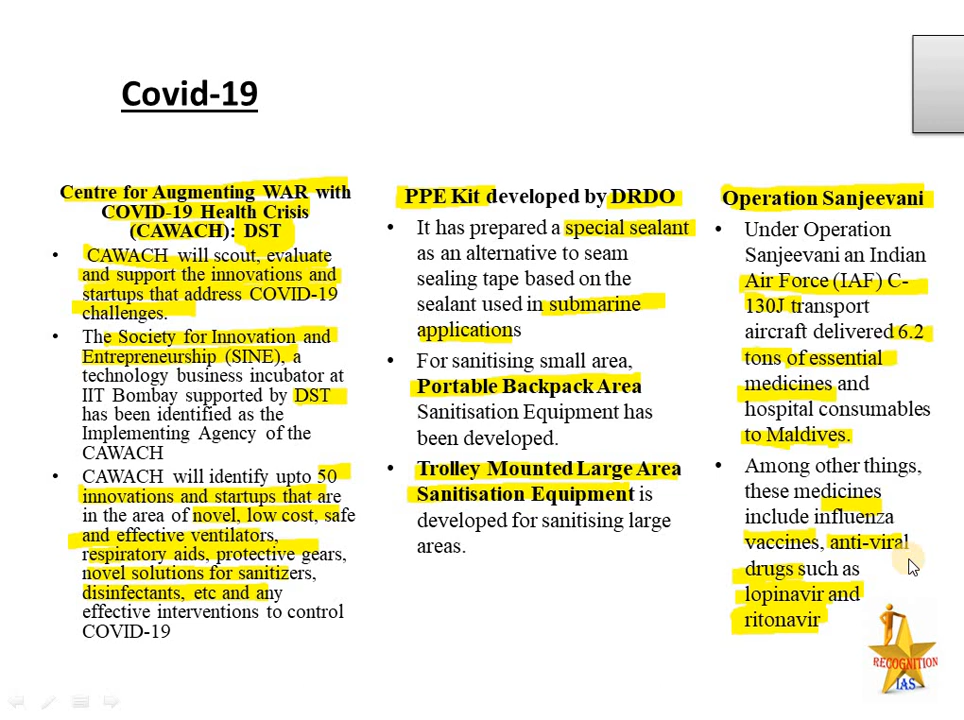 Covid-19
Centre for Augmenting WAR with
COVID-19 Health Crisis
(CAWACH): DST
• CAWACH will scout, evaluate
and support the innovations and
startups that address COVID-19
challenges.
• The Society for Innovation and
Entrepreneurship (SINE), a
technology business incubator at
IIT Bombay supported by DST
has been identified as the
Implementing Agency of the
CAWACH
• CAWACH will identify upto 50
innovations and startups that are
in the area of novel, low cost, safe
and effective ventilators,
respiratory aids, protective gears,
novel solutions for sanitizers,
disinfectants, etc and any
effective interventions to control
COVID-19
PPE Kit developed by DRDO
• It has prepared a special sealant
as an alternative to seam
sealing tape based on the
sealant used in submarine
applications
• For sanitising small area,
Portable Backpack Area
Sanitisation Equipment has
been developed.
• Trolley Mounted Large Area
Sanitisation Equipment is
developed for sanitising large
areas.
Operation Sanjeevani
• Under Operation
Sanjeevani an Indian
Air Force (IAF) C-
130J transport
aircraft delivered 6.2
tons of essential
medicines and
hospital consumables
to Maldives.
• Among other things,
these medicines
include influenza
vaccines, anti-viral
drugs such as
lopinavir and
ritonavir
RECOGNITION
IAS